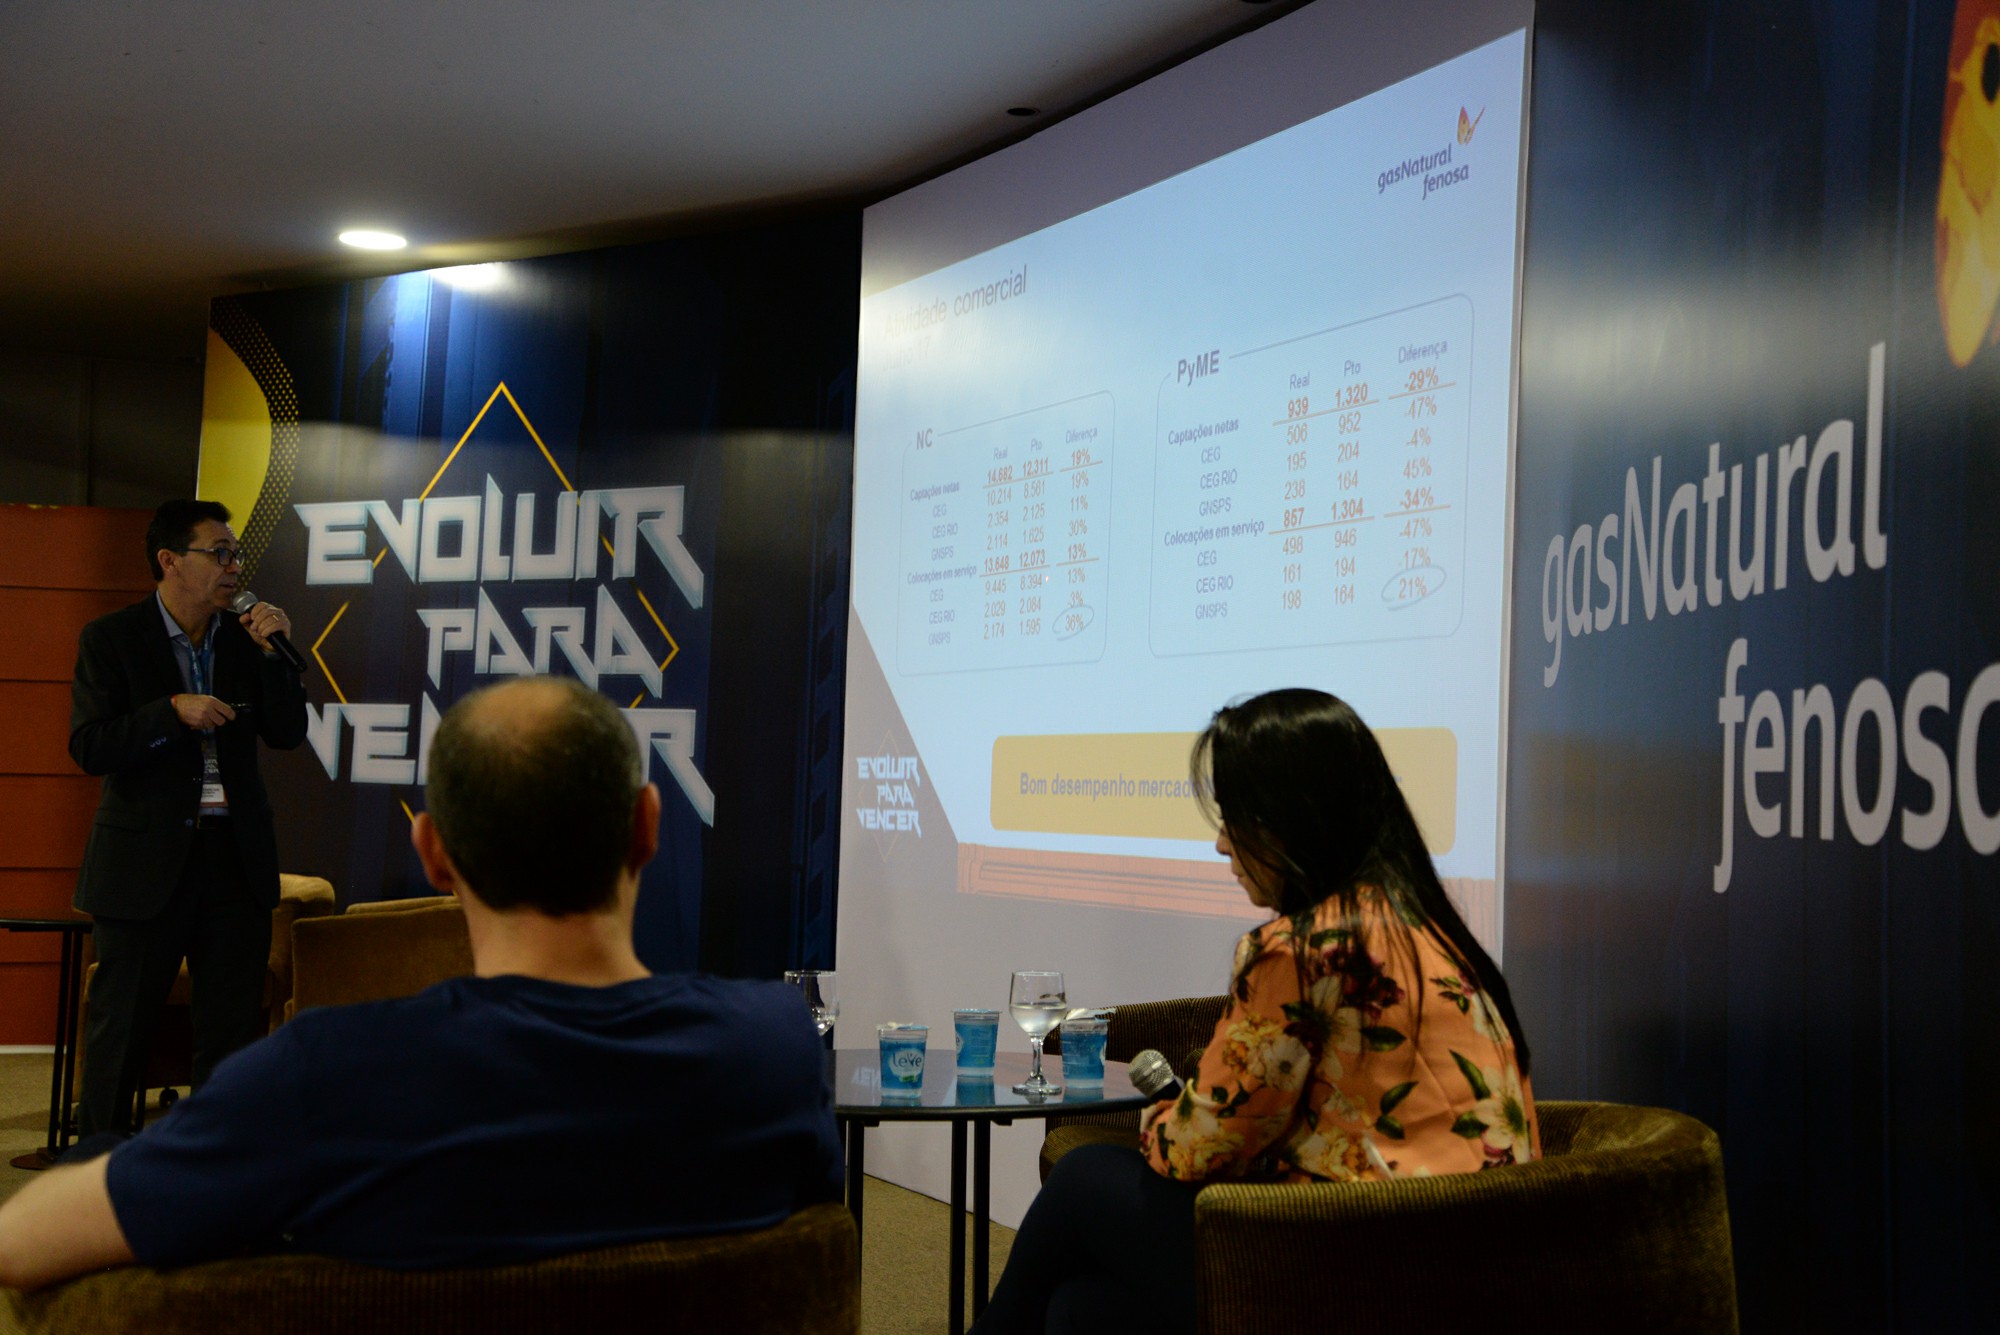 EVOLUIR
PARA
VENCER
gasNatural
fenosa
Atividade comercial
NC
Real Pto Diferença
Captações netas 14.682 12.311 19%
CEG 10.214 8.561 19%
CEG RIO 2.354 2.125 11%
GNSPS 2.114 1.625 30%
Colocações em serviço 13.648 12.073 13%
CEG 9.445 8.394 13%
CEG RIO 2.029 2.084 3%
GNSPS 2.174 1.595 36%
PyME
Real Pto Diferença
Captações netas 939 1.320 -29%
CEG 506 952 -47%
CEG RIO 195 204 -4%
GNSPS 238 164 45%
Colocações em serviço 857 1.304 -34%
CEG 498 946 -47%
CEG RIO 161 194 -17%
GNSPS 198 164 21%
Bom desempenho mercado
EVOLUIR
PARA
VENCER
gasNatural
fenosa
Leve